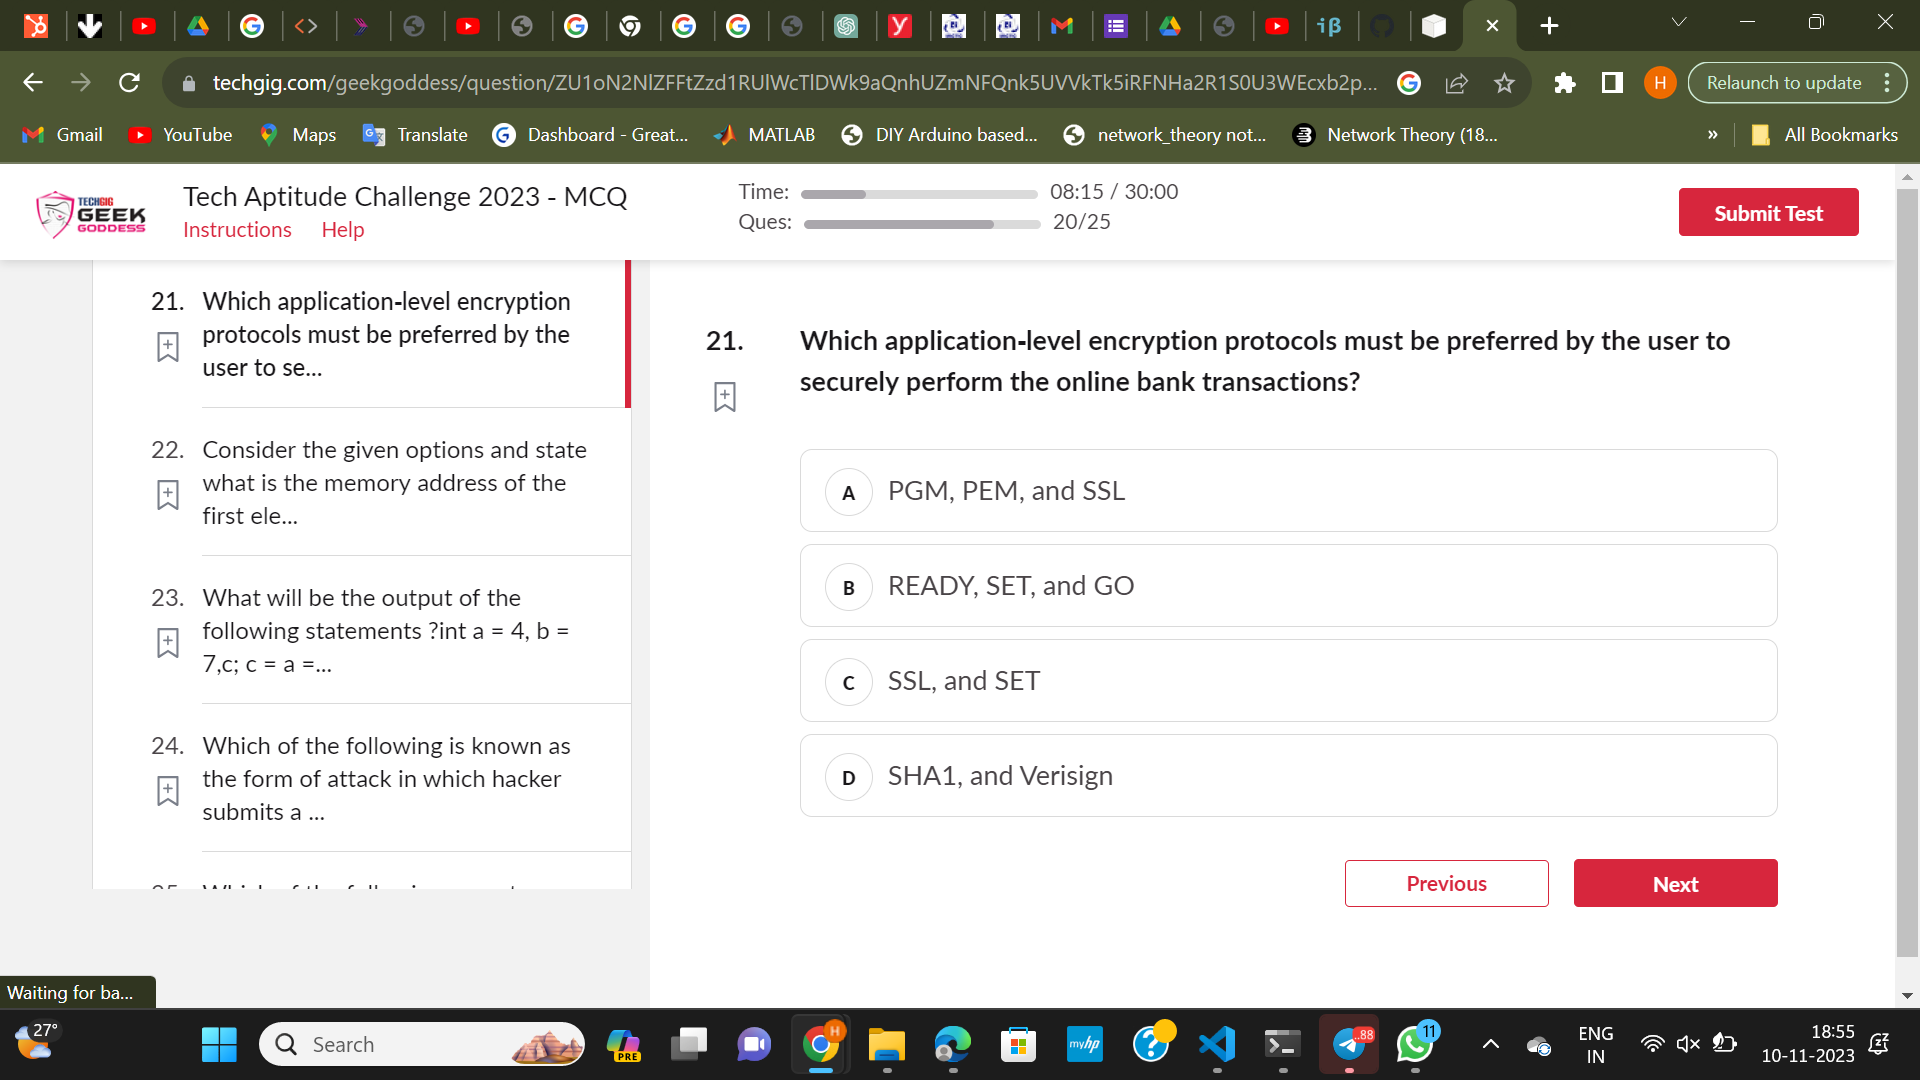 techgig.com/geekgoddess/question/ZU1oN2NlZFFtZzd1RUlWcTlDWk9aQnhUZmNFQnk5UVVkTk5iRFNHa2R1S0U3WEcxb2p...
H
Relaunch to update
Gmail
YouTube
Maps
Translate
Dashboard - Great...
MATLAB
DIY Arduino based...
network_theory not...
Network Theory (18...
»
All Bookmarks
TECHGIG
GEEK
GODDESS
Tech Aptitude Challenge 2023 - MCQ
Instructions Help
Time: 08:15 / 30:00
Ques: 20/25
Submit Test
21. Which application-level encryption
protocols must be preferred by the
user to se...
22. Consider the given options and state
what is the memory address of the
first ele...
23. What will be the output of the
following statements ?int a = 4, b =
7,c; c = a =...
24. Which of the following is known as
the form of attack in which hacker
submits a ...
21. Which application-level encryption protocols must be preferred by the user to
securely perform the online bank transactions?
A PGM, PEM, and SSL
B READY, SET, and GO
C SSL, and SET
D SHA1, and Verisign
Previous
Next
Waiting for ba...
27°
Search
PRE
H
myhp
88
11
ENG
IN
18:55
10-11-2023